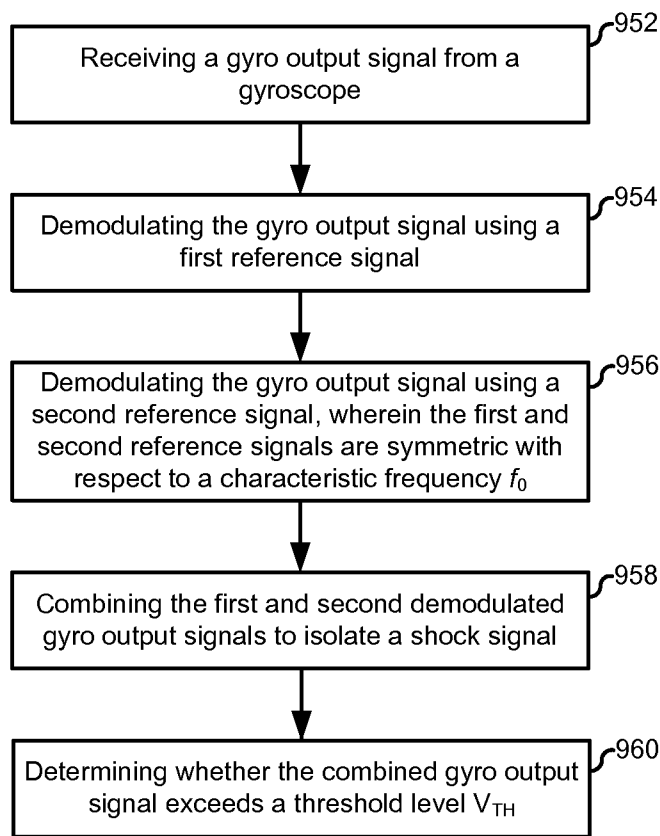 952
Receiving a gyro output signal from a
gyroscope
954
Demodulating the gyro output signal using a
first reference signal
956
Demodulating the gyro output signal using a
second reference signal, wherein the first and
second reference signals are symmetric with
respect to a characteristic frequency f0
958
Combining the first and second demodulated
gyro output signals to isolate a shock signal
960
Determining whether the combined gyro output
signal exceeds a threshold level VTH